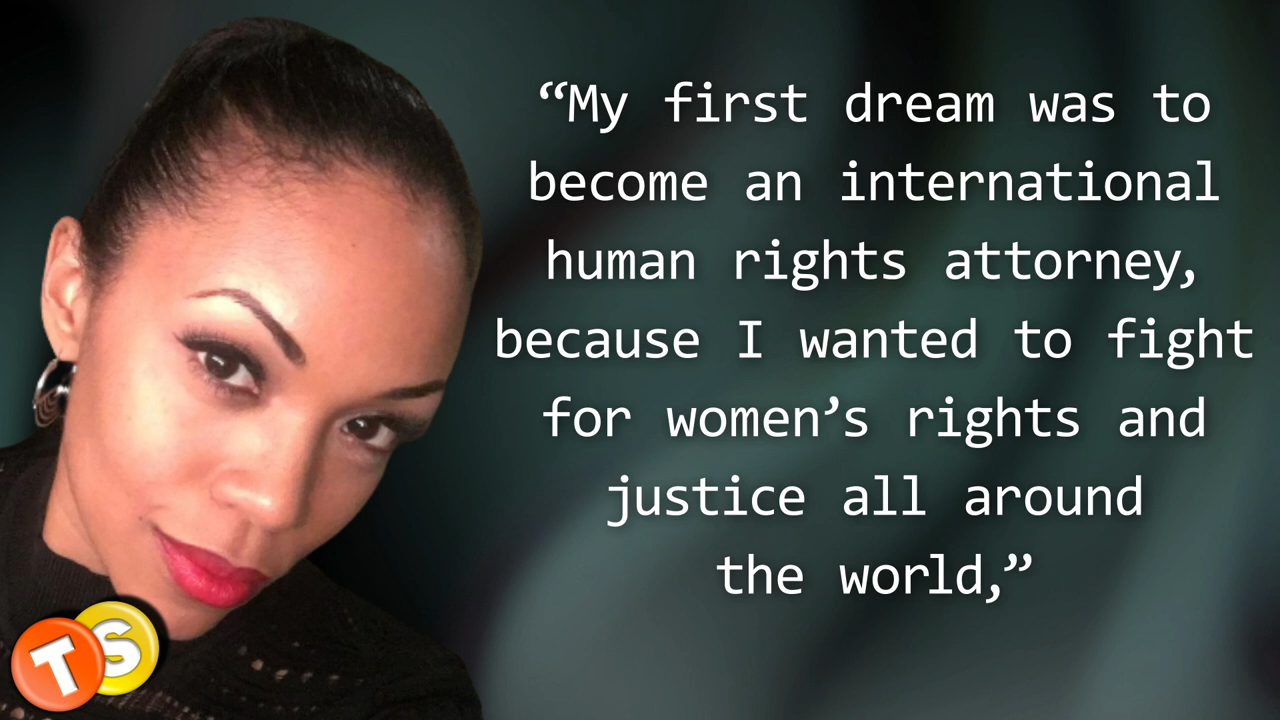 “My first dream was to
become an international
human rights attorney,
because I wanted to fight
for women’s rights and
justice all around
the world,”
TS